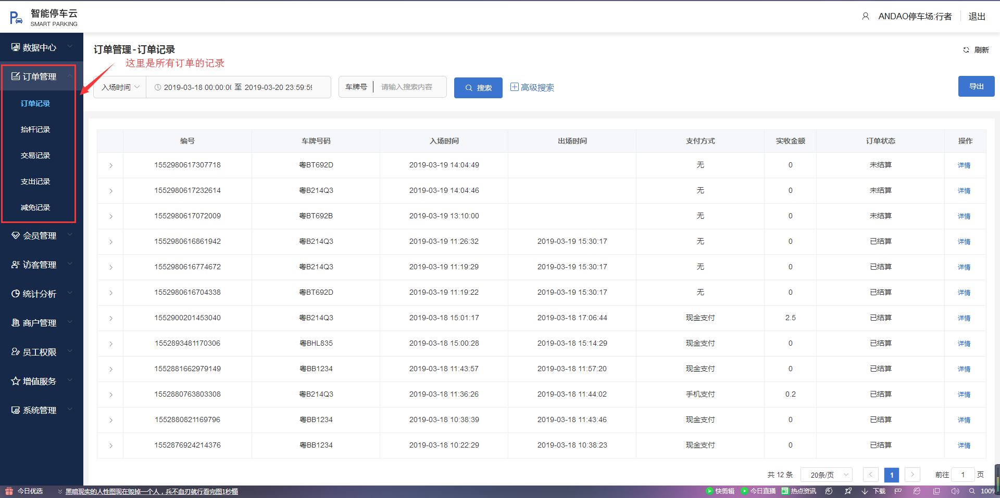 智能停车云
SMART PARKING
ANDAO停车场:行者
退出
数据中心
订单管理
订单记录
抬杆记录
交易记录
支出记录
减免记录
会员管理
访客管理
统计分析
商户管理
员工权限
增值服务
系统管理
订单管理-订单记录
刷新
这里是所有订单的记录
入场时间 2019-03-18 00:00:00 至 2019-03-20 23:59:59 车牌号 请输入搜索内容 搜索 高级搜索 导出
编号 车牌号码 入场时间 出场时间 支付方式 实收金额 订单状态 操作
1552980617307718 粤BT692D 2019-03-19 14:04:49 无 0 未结算 详情
1552980617232614 粤B214Q3 2019-03-19 14:04:46 无 0 未结算 详情
1552980617072009 粤BT692B 2019-03-19 13:10:00 无 0 未结算 详情
1552980616861942 粤B214Q3 2019-03-19 11:26:32 2019-03-19 15:30:17 无 0 已结算 详情
1552980616774672 粤B214Q3 2019-03-19 11:19:29 2019-03-19 15:30:17 无 0 已结算 详情
1552980616704338 粤BT692D 2019-03-19 11:19:22 2019-03-19 15:30:17 无 0 已结算 详情
1552900201453040 粤B214Q3 2019-03-18 15:01:17 2019-03-18 17:06:44 现金支付 2.5 已结算 详情
1552893481170306 粤BHL835 2019-03-18 15:00:28 2019-03-18 15:14:29 现金支付 0 已结算 详情
1552881662979149 粤BB1234 2019-03-18 11:43:57 2019-03-18 11:57:20 现金支付 0 已结算 详情
1552880763803308 粤B214Q3 2019-03-18 11:36:26 2019-03-18 11:44:02 手机支付 0.2 已结算 详情
1552880821169796 粤BB1234 2019-03-18 10:38:39 2019-03-18 11:43:46 现金支付 0 已结算 详情
1552876924214376 粤BB1234 2019-03-18 10:22:29 2019-03-18 10:38:23 现金支付 0 已结算 详情
共 12 条 20条/页 1 前往 1 页
今日优选 黑暗现实的人性图现在毁掉一个人，兵不血刃就行看完图1秒懂 快剪辑 今日直播 热点资讯 下载 100%